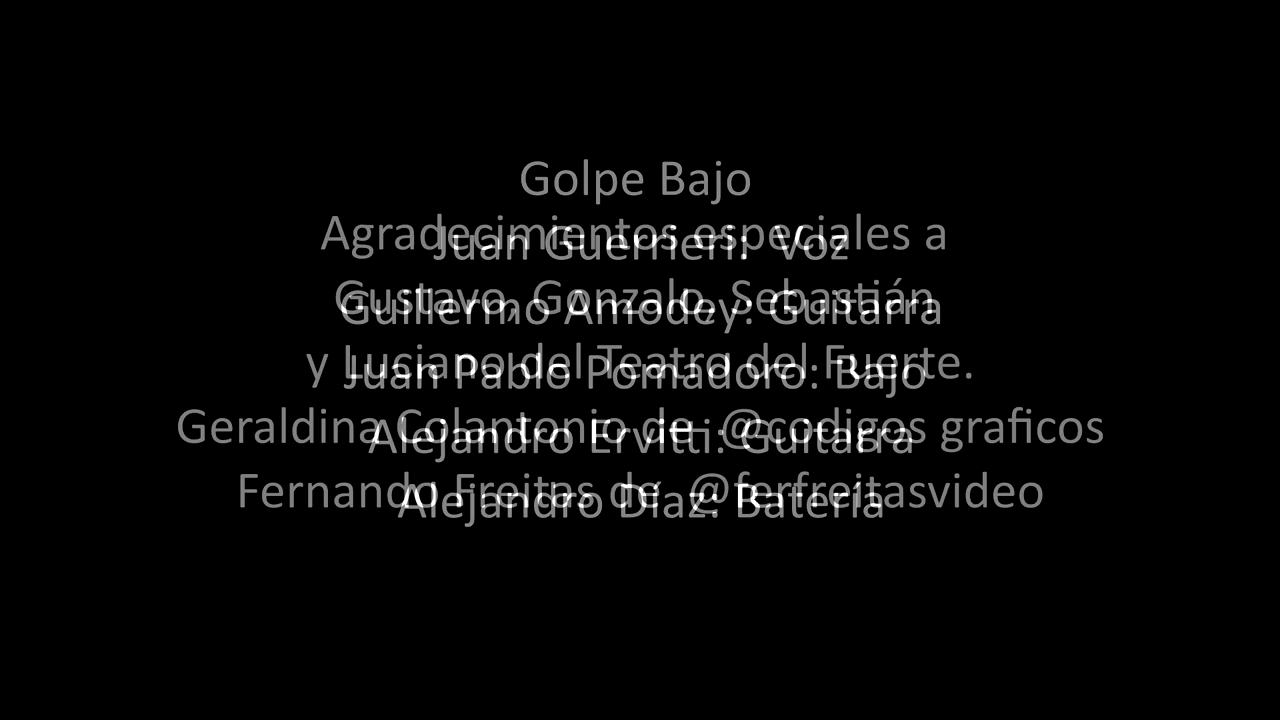 Golpe Bajo
Juan Guerrieri: Voz
Guillermo Amodey: Guitarra
Juan Pablo Pomadoro: Bajo
Alejandro Ervitti: Guitarra
Alejandro Díaz: Batería
Agradecimientos especiales a
Gustavo, Gonzalo, Sebastián
y Luciano del Teatro del Fuerte.
Geraldina Colantonio de @codigos graficos
Fernando Freitas de @ferfreitasvideo